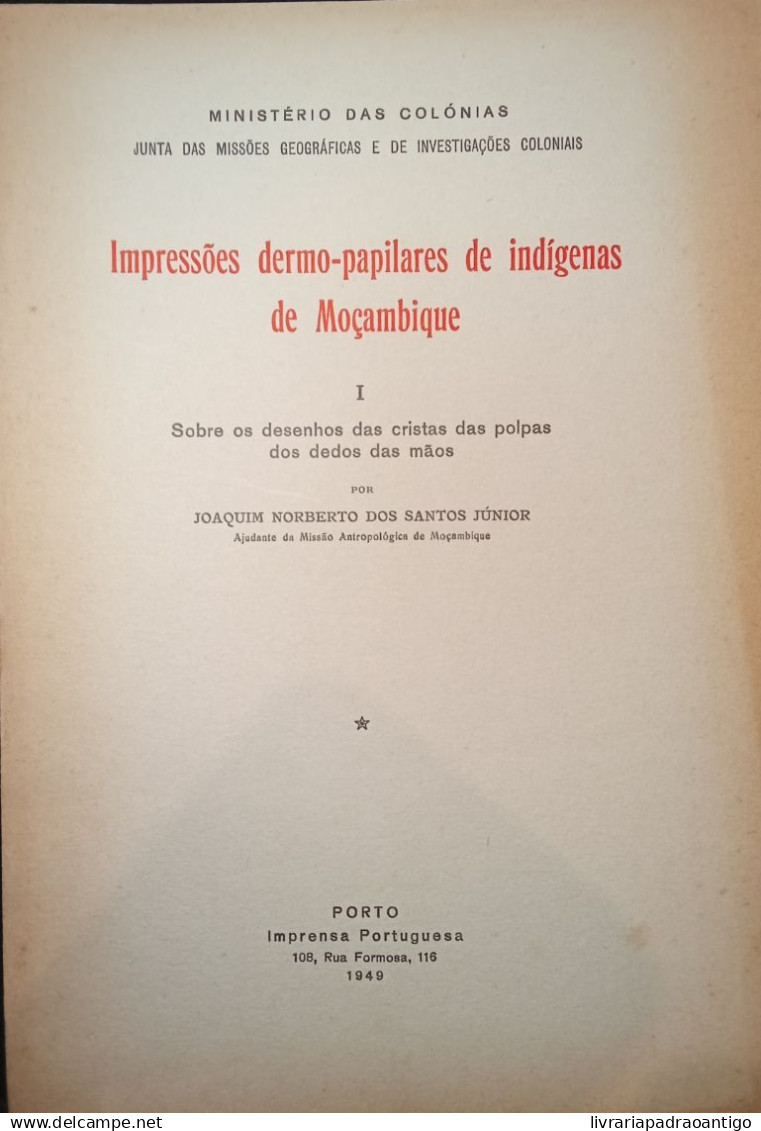 MINISTÉRIO DAS COLÓNIAS
JUNTA DAS MISSÕES GEOGRÁFICAS E DE INVESTIGAÇÕES COLONIAIS
Impressões dermo-papilares de indígenas
de Moçambique
I
Sobre os desenhos das cristas das polpas
dos dedos das mãos
POR
JOAQUIM NORBERTO DOS SANTOS JÚNIOR
Ajudante da Missão Antropológica de Moçambique
PORTO
Imprensa Portuguesa
108, Rua Formosa, 116
1949
www.delcampe.net
livrariapadraoantigo